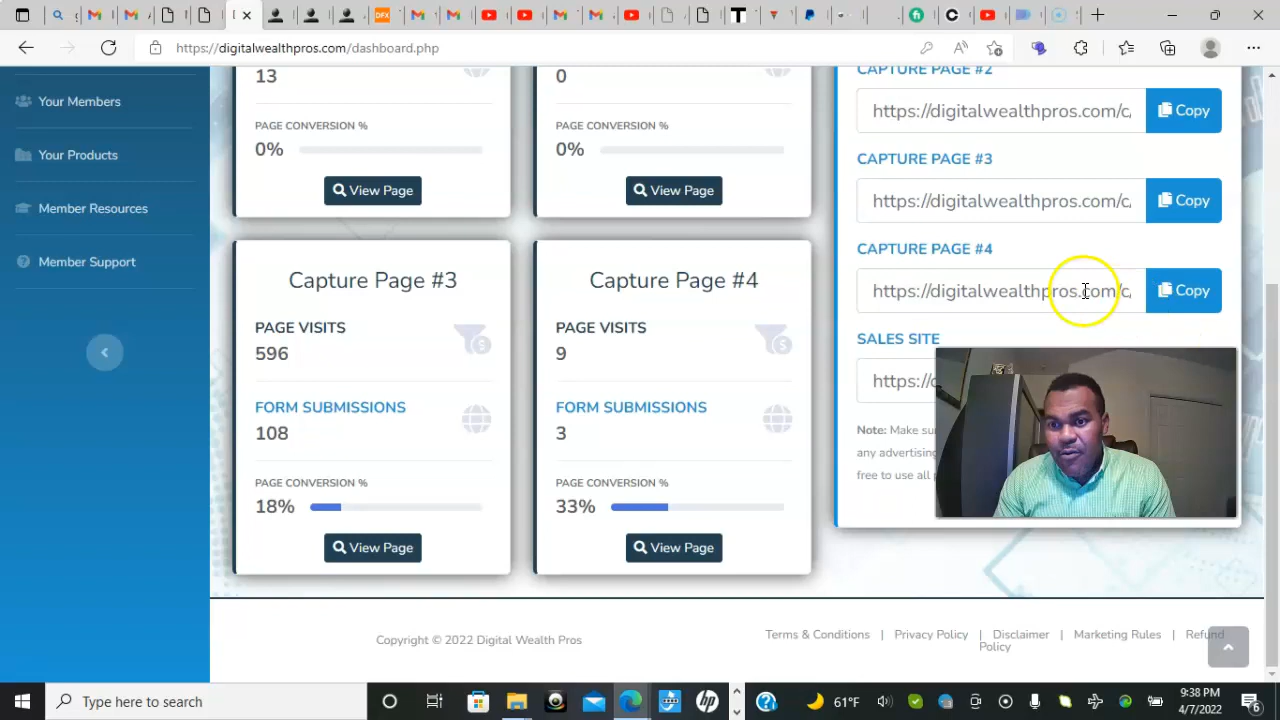 https://digitalwealthpros.com/dashboard.php
Your Members
Your Products
Member Resources
Member Support
13
PAGE CONVERSION %
0%
View Page
0
PAGE CONVERSION %
0%
View Page
Capture Page #3
PAGE VISITS
596
FORM SUBMISSIONS
108
PAGE CONVERSION %
18%
View Page
Capture Page #4
PAGE VISITS
9
FORM SUBMISSIONS
3
PAGE CONVERSION %
33%
View Page
CAPTURE PAGE #2
https://digitalwealthpros.com/c
Copy
CAPTURE PAGE #3
https://digitalwealthpros.com/c
Copy
CAPTURE PAGE #4
https://digitalwealthpros.com/c
Copy
SALES SITE
https://
Note: Make
any advertising
free to use all
Copyright © 2022 Digital Wealth Pros
Terms & Conditions | Privacy Policy | Disclaimer | Marketing Rules | Refund
Policy
Type here to search
hp
61°F
9:38 PM
4/7/2022
6